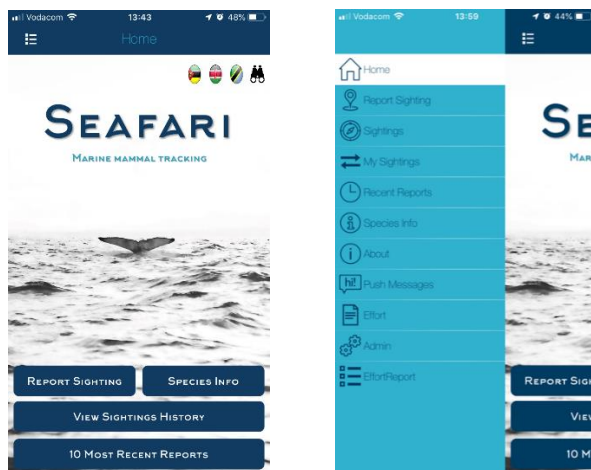 Vodacom 13:43 48%
Home
SEAFARI
MARINE MAMMAL TRACKING
REPORT SIGHTING SPECIES INFO
VIEW SIGHTINGS HISTORY
10 MOST RECENT REPORTS
Vodacom 13:59 44%
Home
Report Sighting
Sightings
My Sightings
Recent Reports
Species Info
About
hi! Push Messages
Effort
Admin
EffortReport
SE
MAR
REPORT SIGH
VIEW
10 M